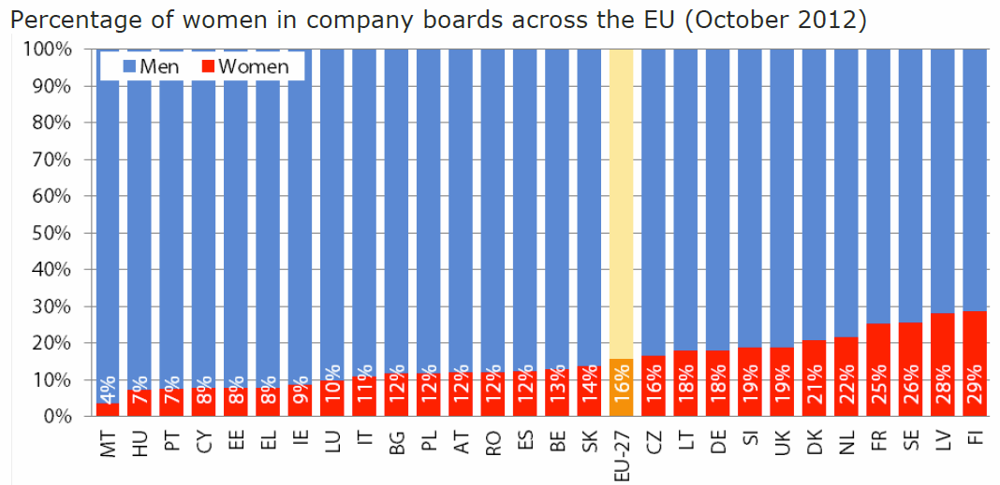 Percentage of women in company boards across the EU (October 2012)
100%
Men Women
90%
80%
70%
60%
50%
40%
30%
20%
10%
0%
4% 7% 7% 8% 8% 8% 9% 10% 11% 12% 12% 12% 12% 12% 13% 14% 16% 16% 18% 18% 19% 19% 21% 22% 25% 26% 28% 29%
MT HU PT CY EE EL IE LU IT BG PL AT RO ES BE SK EU-27 CZ LT DE SI UK DK NL FR SE LV FI